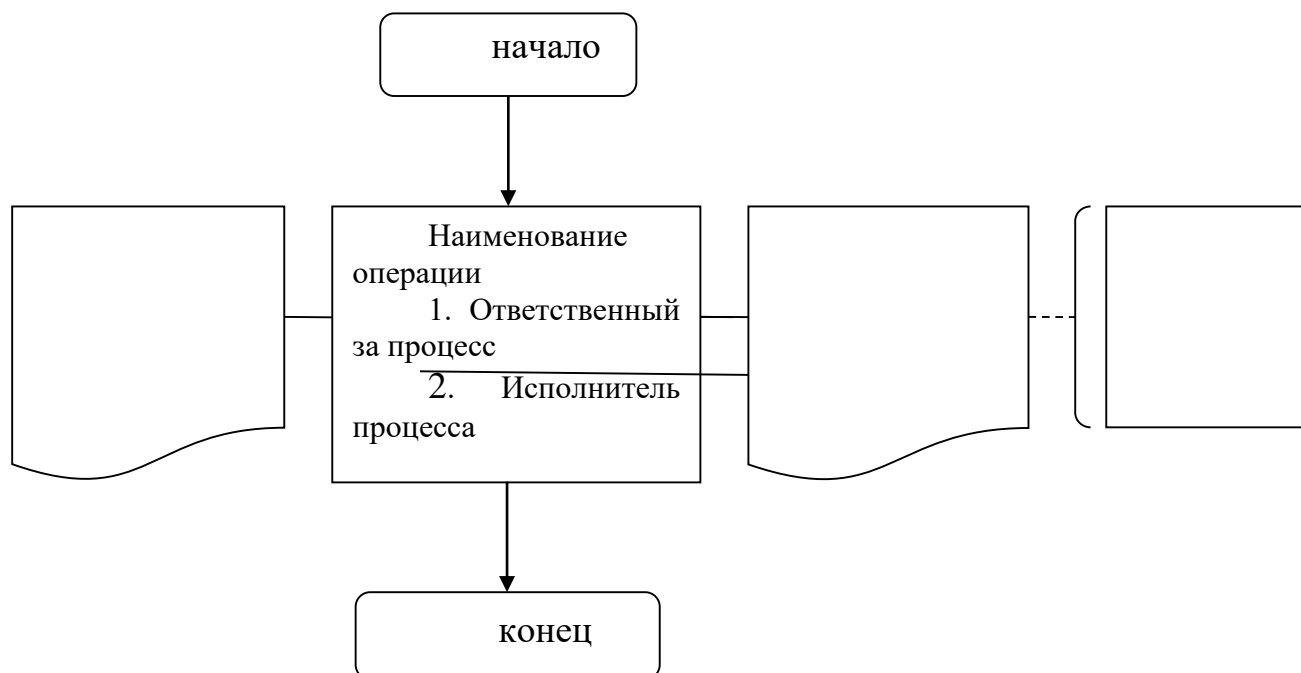 начало
Наименование
операции
1. Ответственный
за процесс
2. Исполнитель
процесса
конец